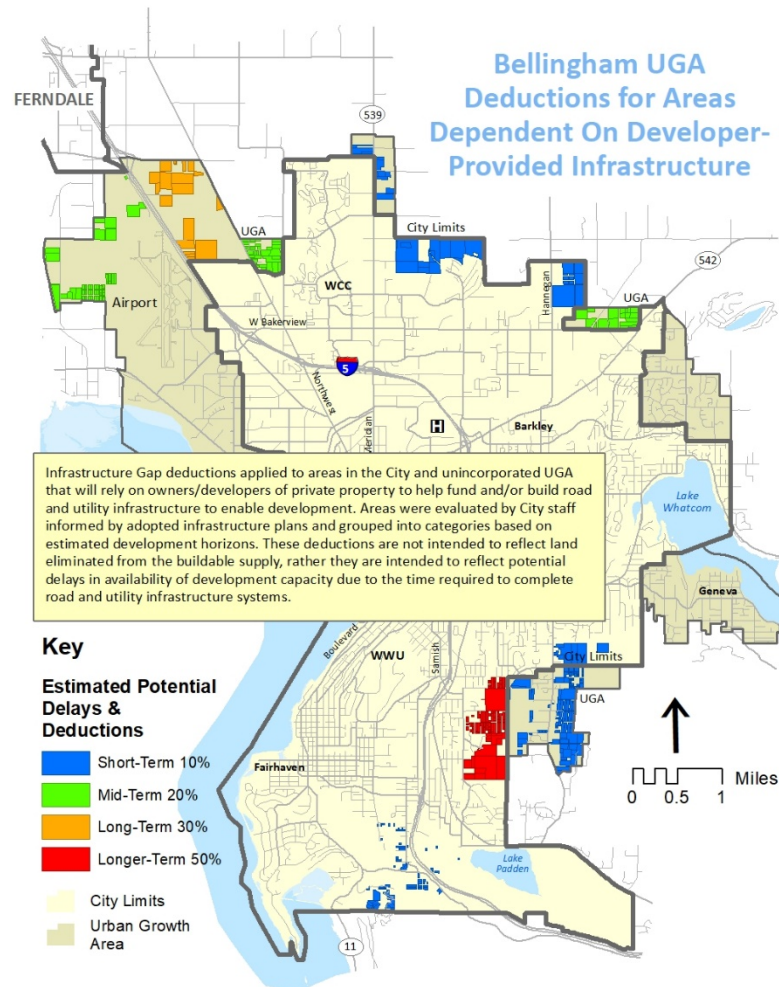 Bellingham UGA
Deductions for Areas
Dependent On Developer-
Provided Infrastructure
FERNDALE
539
UGA
City Limits
542
WCC
Hannegan
UGA
Airport
W Bakerview
5
Northwest
Meridian
H
Barkley
Infrastructure Gap deductions applied to areas in the City and unincorporated UGA
that will rely on owners/developers of private property to help fund and/or build road
and utility infrastructure to enable development. Areas were evaluated by City staff
informed by adopted infrastructure plans and grouped into categories based on
estimated development horizons. These deductions are not intended to reflect land
eliminated from the buildable supply, rather they are intended to reflect potential
delays in availability of development capacity due to the time required to complete
road and utility infrastructure systems.
Lake
Whatcom
Geneva
Boulevard
WWU
Samish
City Limits
UGA
Fairhaven
Lake
Padden
11
Key
Estimated Potential
Delays &
Deductions
Short-Term 10%
Mid-Term 20%
Long-Term 30%
Longer-Term 50%
City Limits
Urban Growth
Area
Miles
0 0.5 1